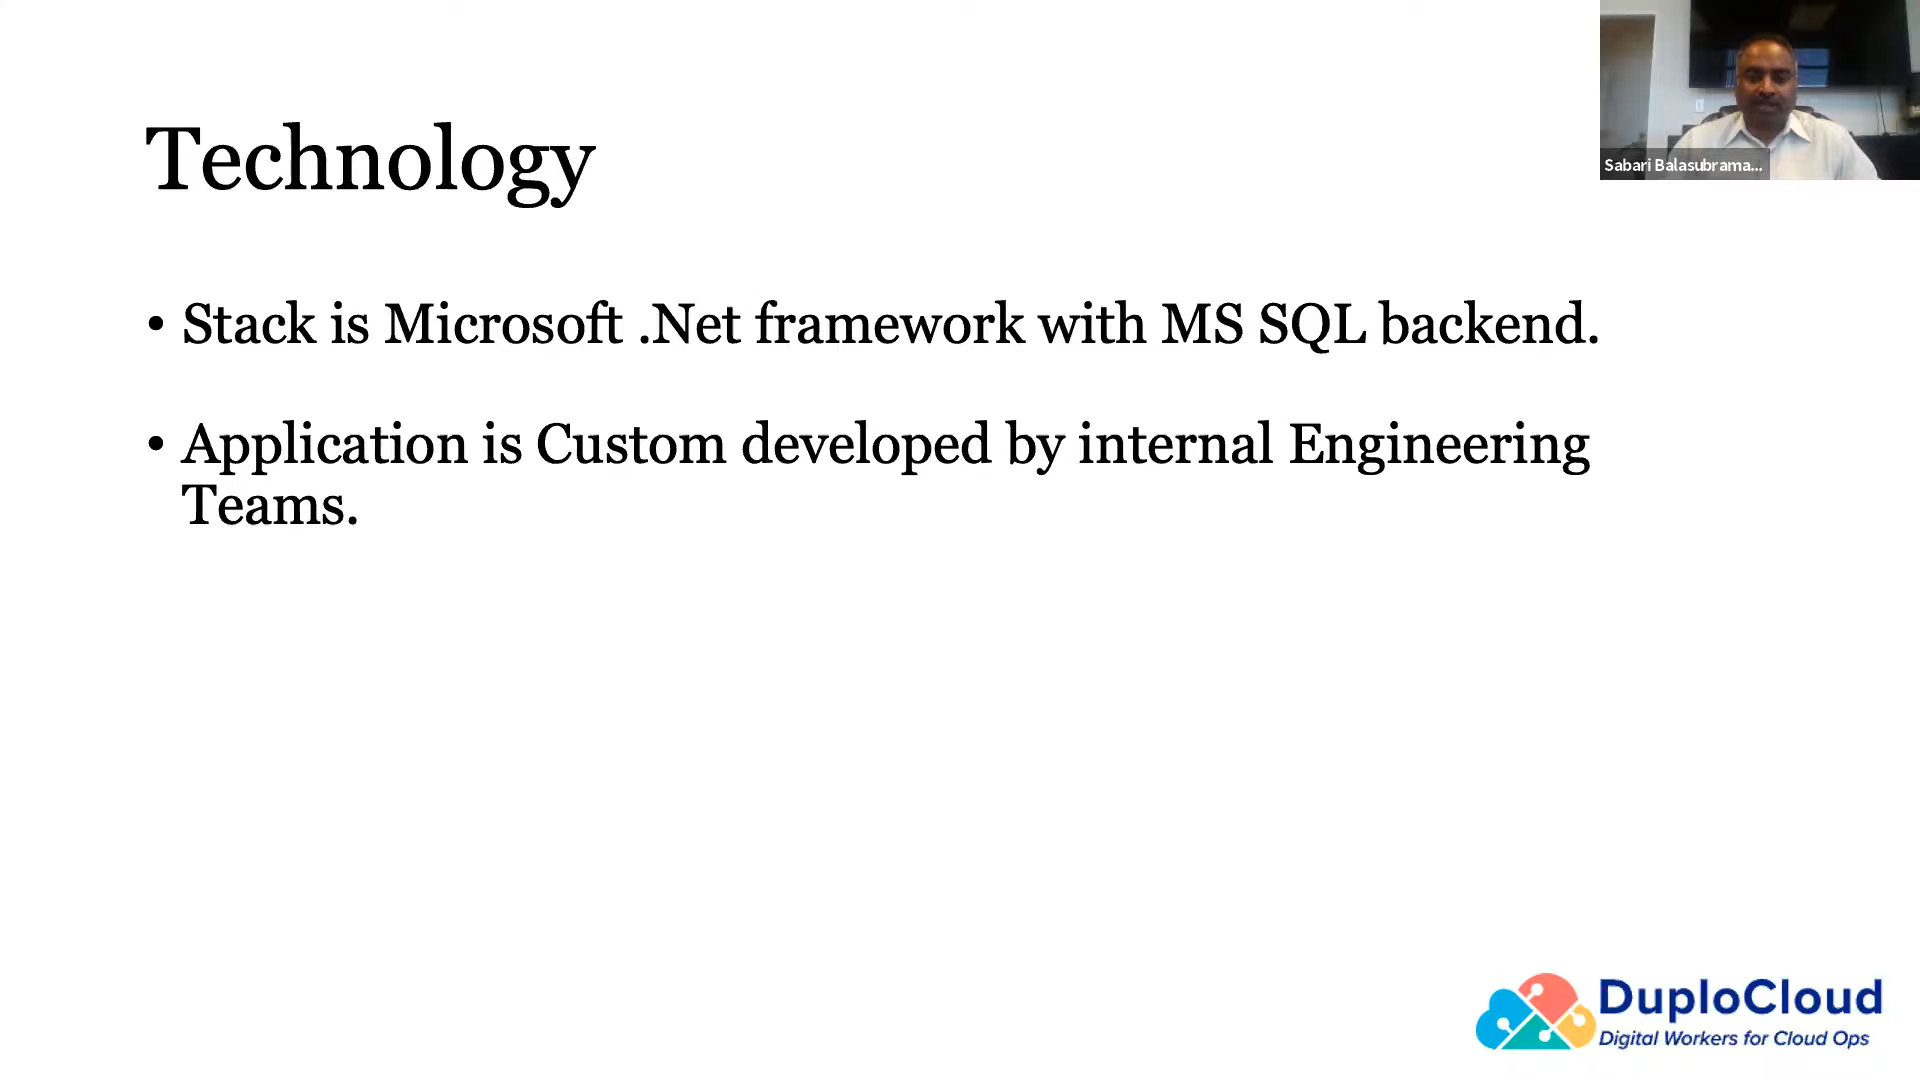 Technology
Sabari Balasubrama...
• Stack is Microsoft .Net framework with MS SQL backend.
• Application is Custom developed by internal Engineering
Teams.
DuploCloud
Digital Workers for Cloud Ops